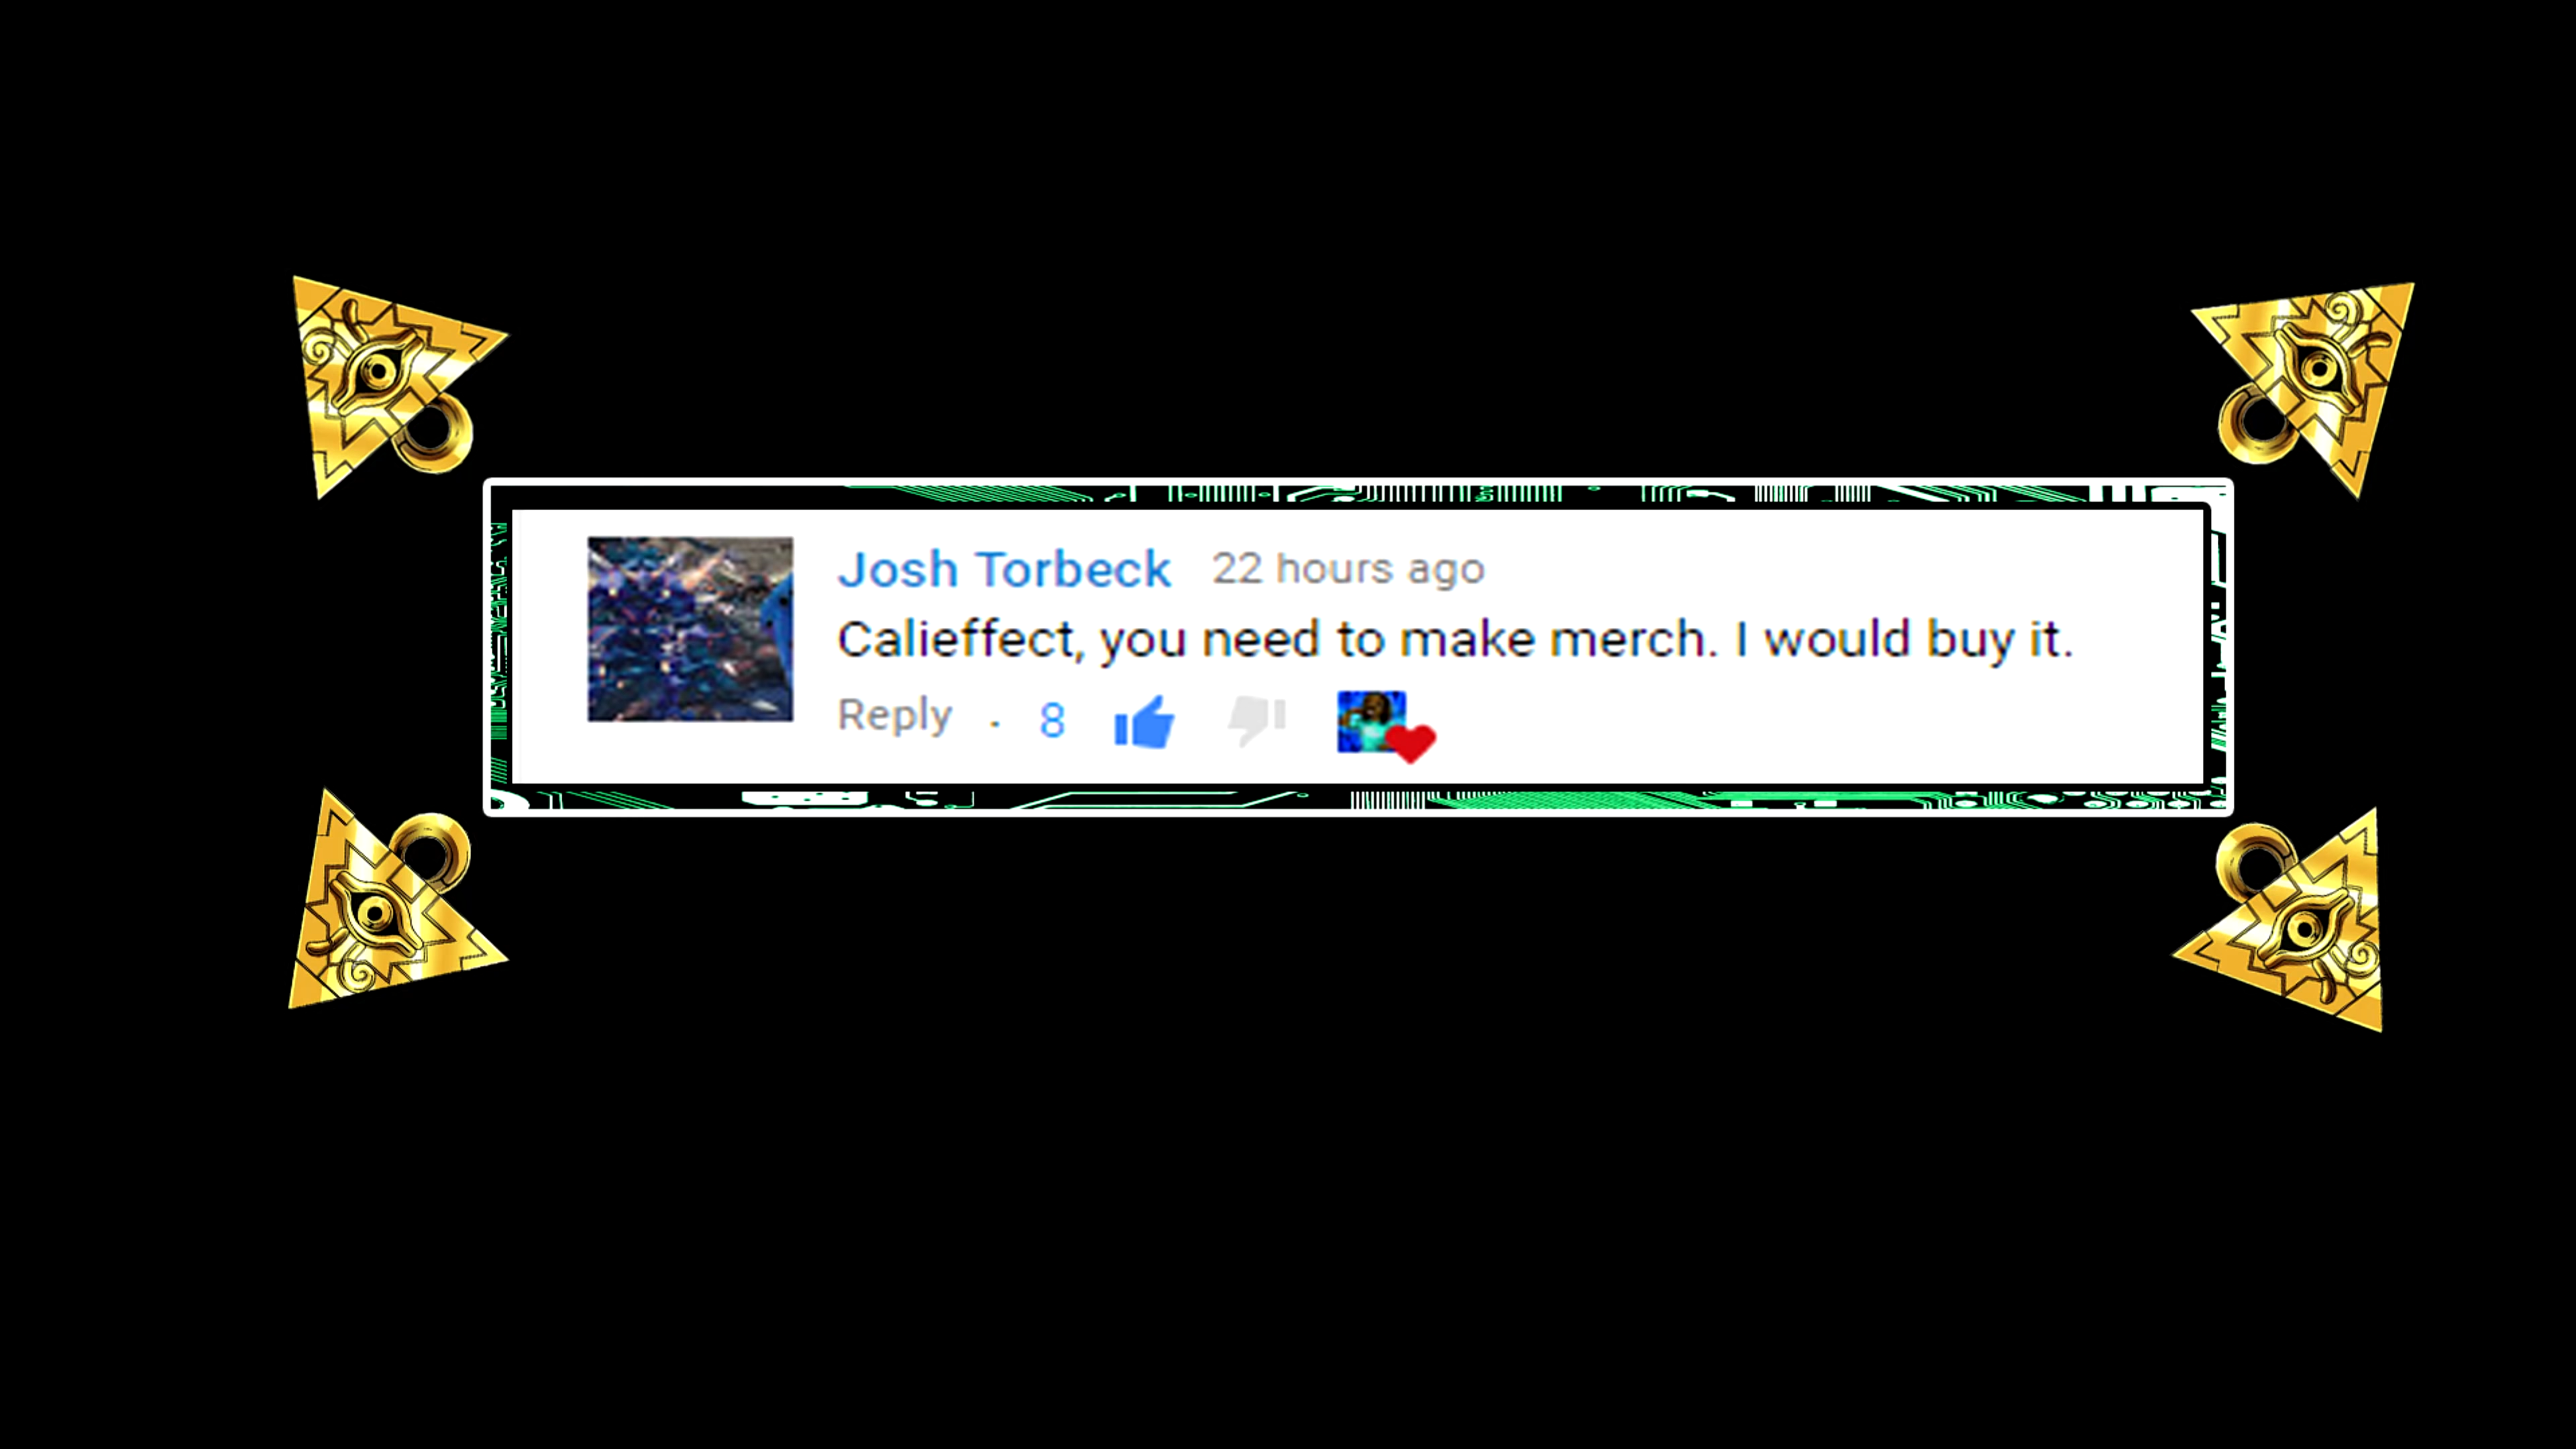 Josh Torbeck 22 hours ago
Calieffect, you need to make merch. I would buy it.
Reply · 8